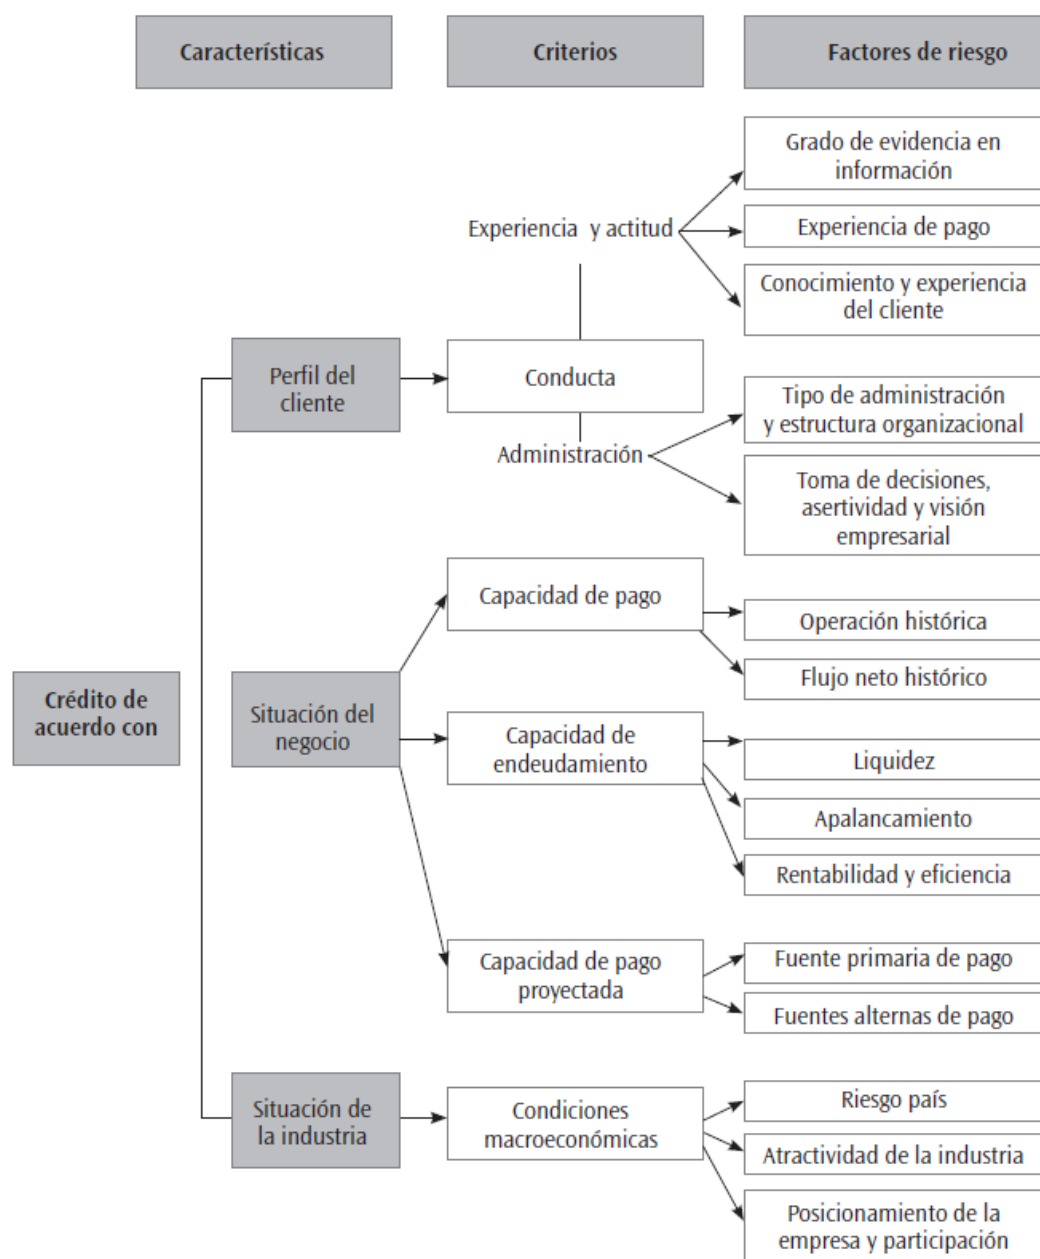 Características
Criterios
Factores de riesgo
Grado de evidencia en
información
Experiencia y actitud
Experiencia de pago
Conocimiento y experiencia
del cliente
Perfil del
cliente
Conducta
Tipo de administración
y estructura organizacional
Administración
Toma de decisiones,
asertividad y visión
empresarial
Capacidad de pago
Operación histórica
Flujo neto histórico
Crédito de
acuerdo con
Situación del
negocio
Capacidad de
endeudamiento
Liquidez
Apalancamiento
Rentabilidad y eficiencia
Capacidad de pago
proyectada
Fuente primaria de pago
Fuentes alternas de pago
Situación de
la industria
Condiciones
macroeconómicas
Riesgo país
Atractividad de la industria
Posicionamiento de la
empresa y participación